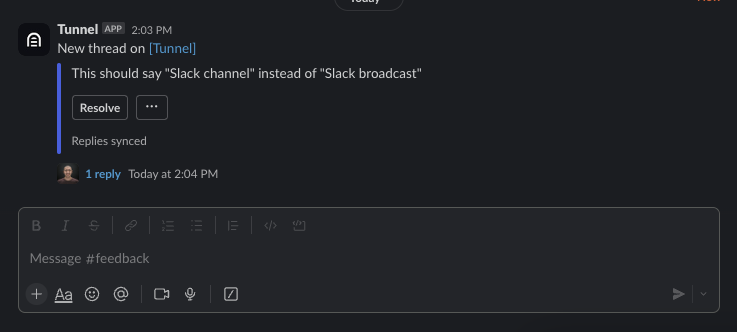 Today
New
Tunnel APP 2:03 PM
New thread on [Tunnel]
This should say "Slack channel" instead of "Slack broadcast"
Resolve ...
Replies synced
1 reply Today at 2:04 PM
B I S
Message #feedback
Aa